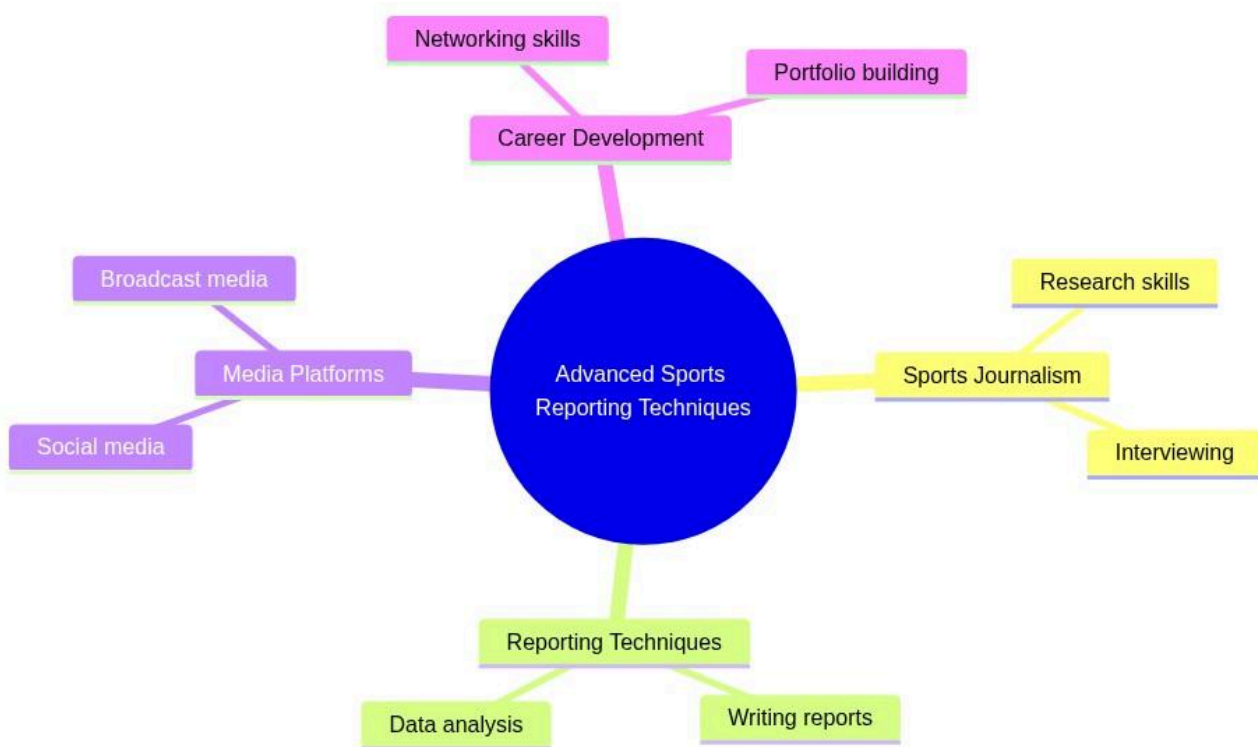 Networking skills
Portfolio building
Career Development
Broadcast media
Research skills
Media Platforms
Advanced Sports
Reporting Techniques
Sports Journalism
Social media
Interviewing
Reporting Techniques
Data analysis
Writing reports